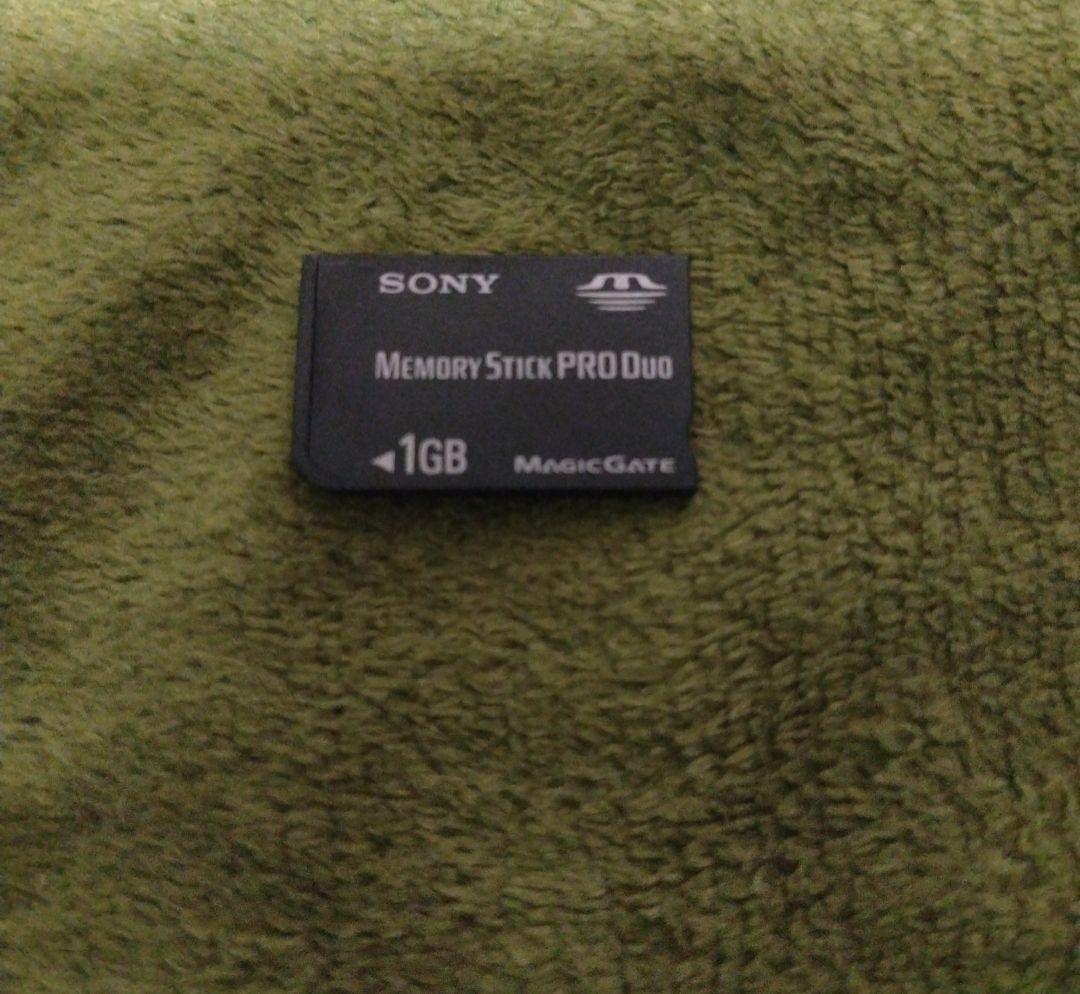 SONY
MEMORY STICK PRO DUO
◄1GB MAGICGATE